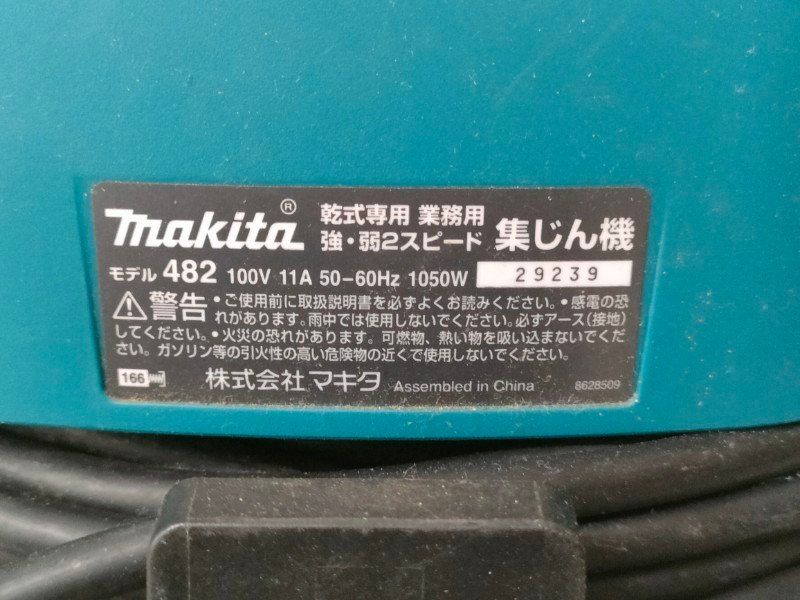 makita® 乾式専用 業務用
強・弱2スピード 集じん機
モデル 482 100V 11A 50-60Hz 1050W 29239
⚠警告 •ご使用前に取扱説明書を必ずよくお読みください。•感電の恐
れがあります。雨中では使用しないでください。必ずアース(接地)
してください。•火災の恐れがあります。可燃物、熱い物を吸い込まないでくだ
さい。ガソリン等の引火性の高い危険物の近くで使用しないでください。
166 株式会社マキタ Assembled in China 8628509